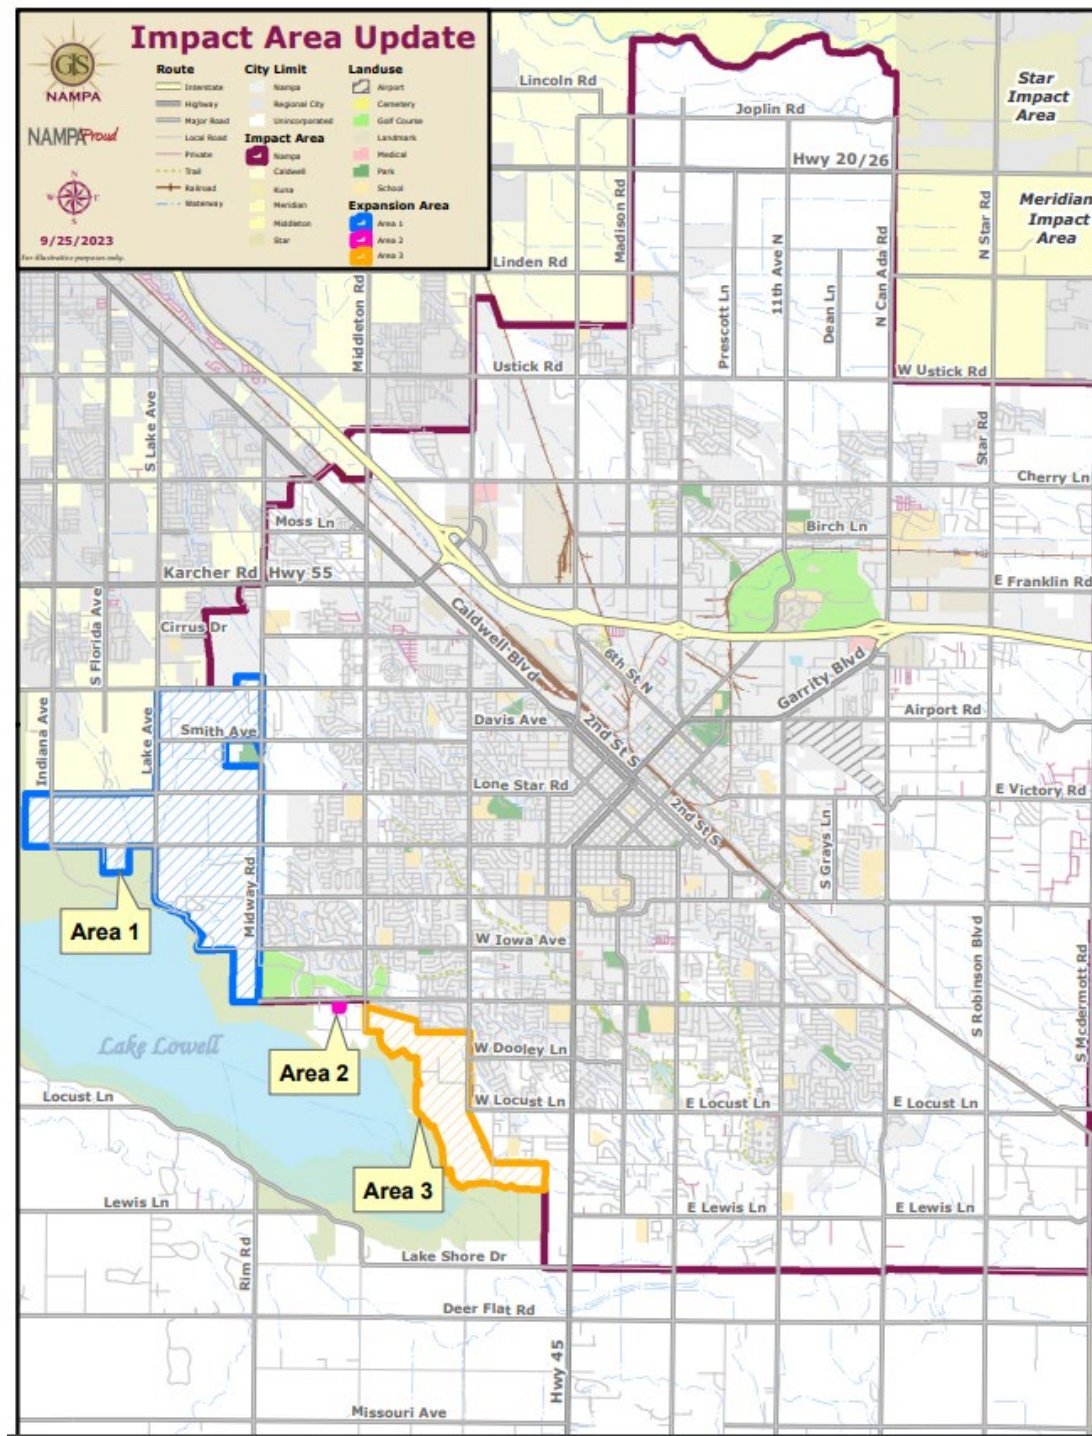 Impact Area Update
GIS
NAMPA
NAMPA Proud
N
W
E
S
9/25/2023
For illustrative purposes only.
Route
Interstate
Highway
Major Road
Local Road
Private
Trail
Railroad
Waterway
City Limit
Nampa
Regional City
Unincorporated
Impact Area
Nampa
Caldwell
Kuna
Meridian
Middleton
Star
Landuse
Airport
Cemetery
Golf Course
Landmark
Medical
Park
School
Expansion Area
Area 1
Area 2
Area 3
Lincoln Rd
Joplin Rd
Star
Impact
Area
Hwy 20/26
Meridian
Impact
Area
Madison Rd
N Star Rd
Linden Rd
Middleton Rd
Prescott Ln
11th Ave N
Dean Ln
N Can Ada Rd
Ustick Rd
W Ustick Rd
S Lake Ave
Star Rd
Cherry Ln
Moss Ln
Birch Ln
Karcher Rd
Hwy 55
E Franklin Rd
S Florida Ave
Cirrus Dr
Caldwell Blvd
6th St N
Garrity Blvd
Indiana Ave
Lake Ave
Smith Ave
Davis Ave
2nd St S
Airport Rd
Lone Star Rd
E Victory Rd
2nd St S
S Grays Ln
Midway Rd
Area 1
W Iowa Ave
S Robinson Blvd
S Mcdermott Rd
Lake Lowell
Area 2
W Dooley Ln
Locust Ln
W Locust Ln
E Locust Ln
E Locust Ln
Area 3
Lewis Ln
E Lewis Ln
E Lewis Ln
Rim Rd
Lake Shore Dr
Deer Flat Rd
Hwy 45
Missouri Ave